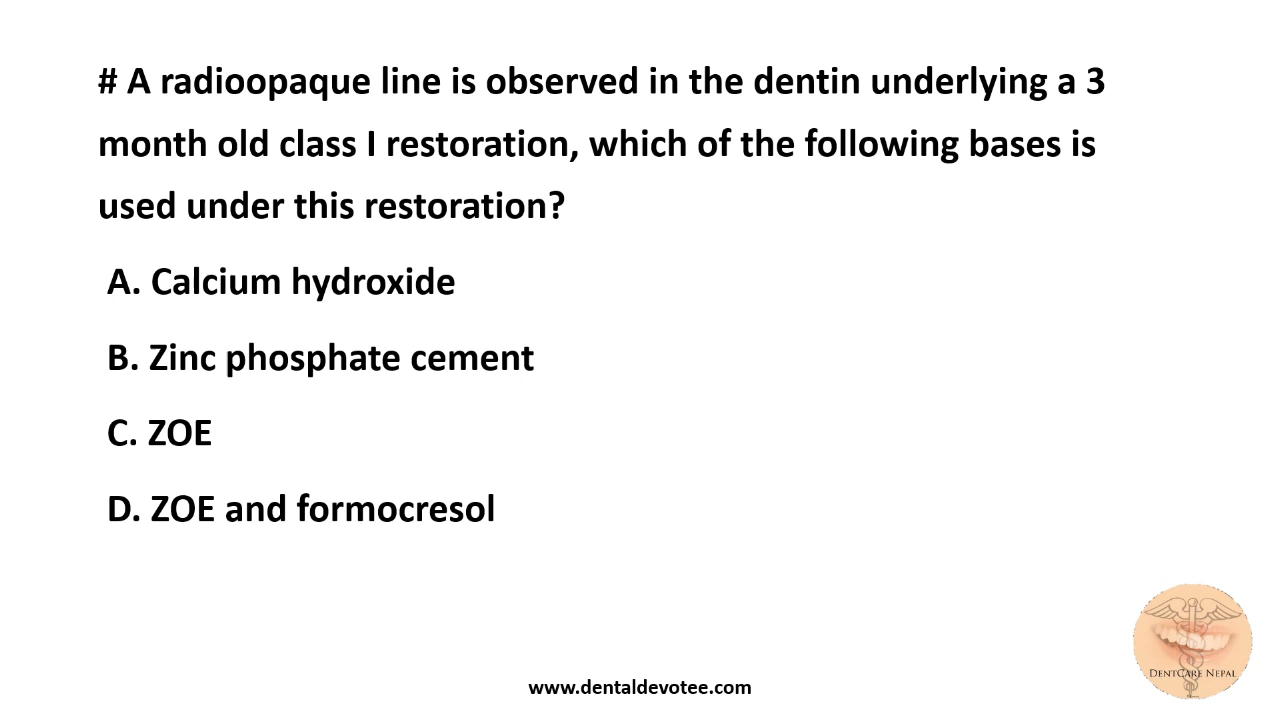 # A radioopaque line is observed in the dentin underlying a 3
month old class I restoration, which of the following bases is
used under this restoration?
A. Calcium hydroxide
B. Zinc phosphate cement
C. ZOE
D. ZOE and formocresol
DENTCARE NEPAL
www.dentaldevotee.com